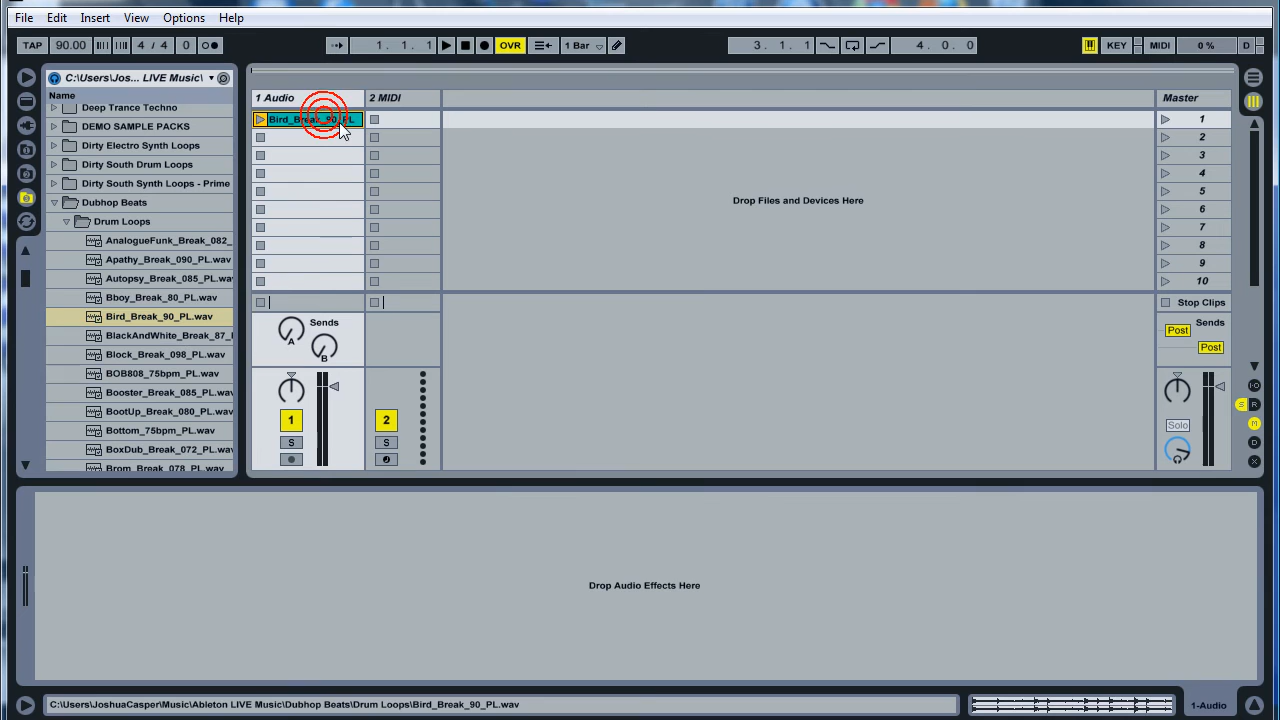 File Edit Insert View Options Help
TAP 90.00 4 / 4 0 1. 1. 1 OVR 1 Bar 3. 1. 1 4. 0. 0 KEY MIDI 0 % D
C:\Users\Jos... LIVE Music\
Name
Deep Trance Techno
DEMO SAMPLE PACKS
Dirty Electro Synth Loops
Dirty South Drum Loops
Dirty South Synth Loops - Prime
Dubhop Beats
Drum Loops
AnalogueFunk_Break_082_
Apathy_Break_090_PL.wav
Autopsy_Break_085_PL.wav
Bboy_Break_80_PL.wav
Bird_Break_90_PL.wav
BlackAndWhite_Break_87_
Block_Break_098_PL.wav
BOB808_75bpm_PL.wav
Booster_Break_085_PL.wav
BootUp_Break_080_PL.wav
Bottom_75bpm_PL.wav
BoxDub_Break_072_PL.wav
Brom_Break_078_PL.wav
1 Audio 2 MIDI Master
Bird_Break_90_PL 1
2
3
4
5
6
7
8
9
10
Drop Files and Devices Here
Stop Clips
Sends Sends
A B Post
Post
1 2 Solo
S S
I·O
S R
M
D
X
Drop Audio Effects Here
C:\Users\JoshuaCasper\Music\Ableton LIVE Music\Dubhop Beats\Drum Loops\Bird_Break_90_PL.wav
1-Audio